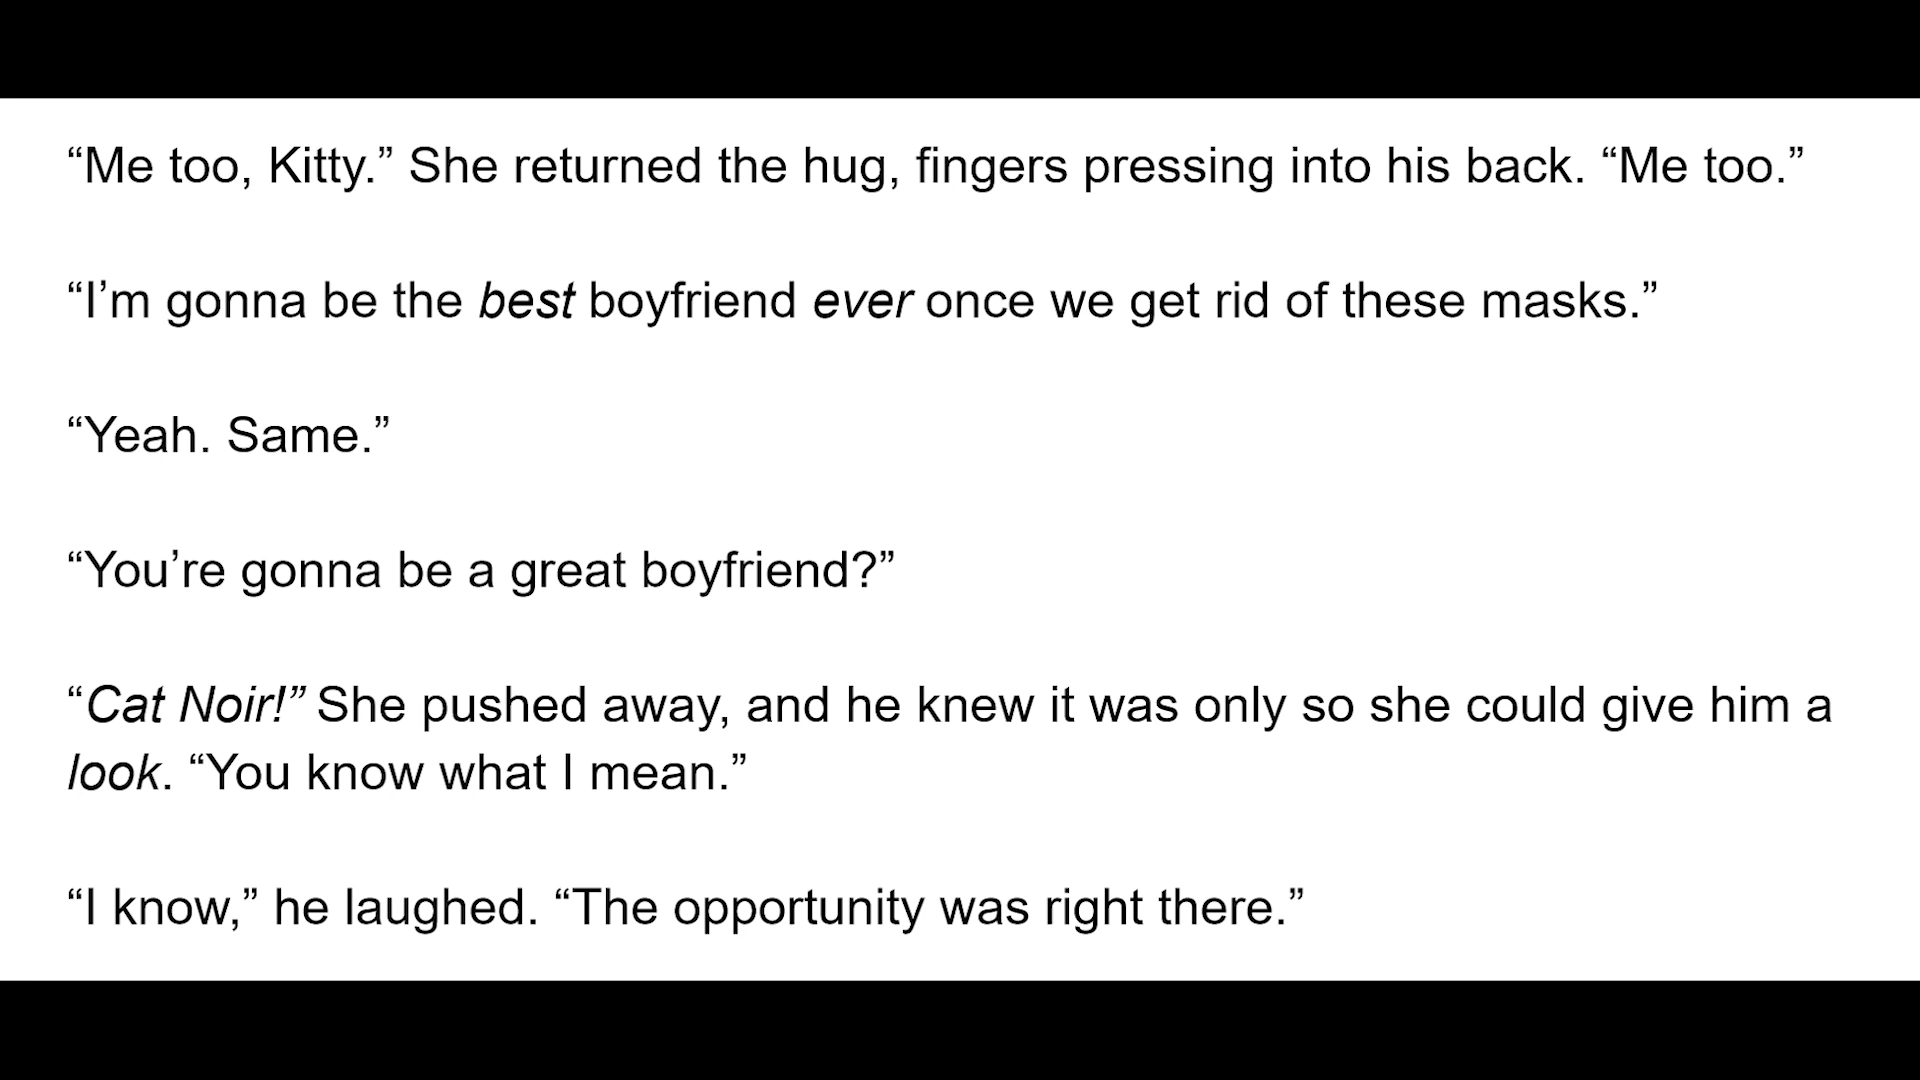 “Me too, Kitty.” She returned the hug, fingers pressing into his back. “Me too.”
“I’m gonna be the best boyfriend ever once we get rid of these masks.”
“Yeah. Same.”
“You’re gonna be a great boyfriend?”
“Cat Noir!” She pushed away, and he knew it was only so she could give him a
look. “You know what I mean.”
“I know,” he laughed. “The opportunity was right there.”